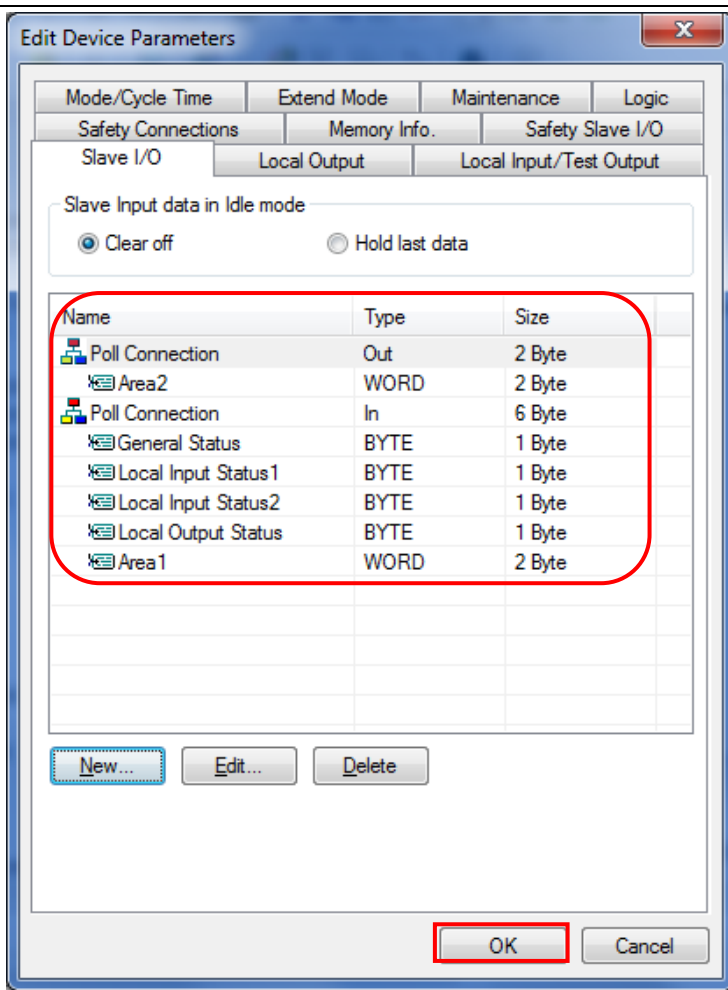 Edit Device Parameters
Mode/Cycle Time Extend Mode Maintenance Logic
Safety Connections Memory Info. Safety Slave I/O
Slave I/O Local Output Local Input/Test Output
Slave Input data in Idle mode
Clear off Hold last data
Name Type Size
Poll Connection Out 2 Byte
Area2 WORD 2 Byte
Poll Connection In 6 Byte
General Status BYTE 1 Byte
Local Input Status1 BYTE 1 Byte
Local Input Status2 BYTE 1 Byte
Local Output Status BYTE 1 Byte
Area1 WORD 2 Byte
New... Edit... Delete
OK Cancel